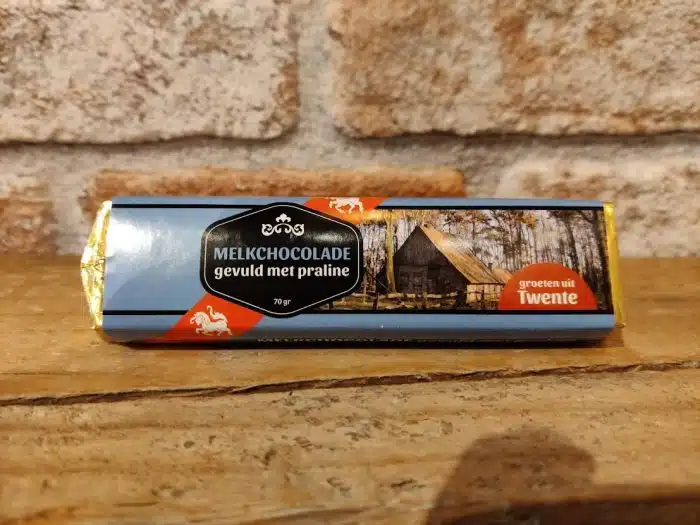 MELKCHOCOLADE
gevuld met praline
70 gr
groeten uit
Twente